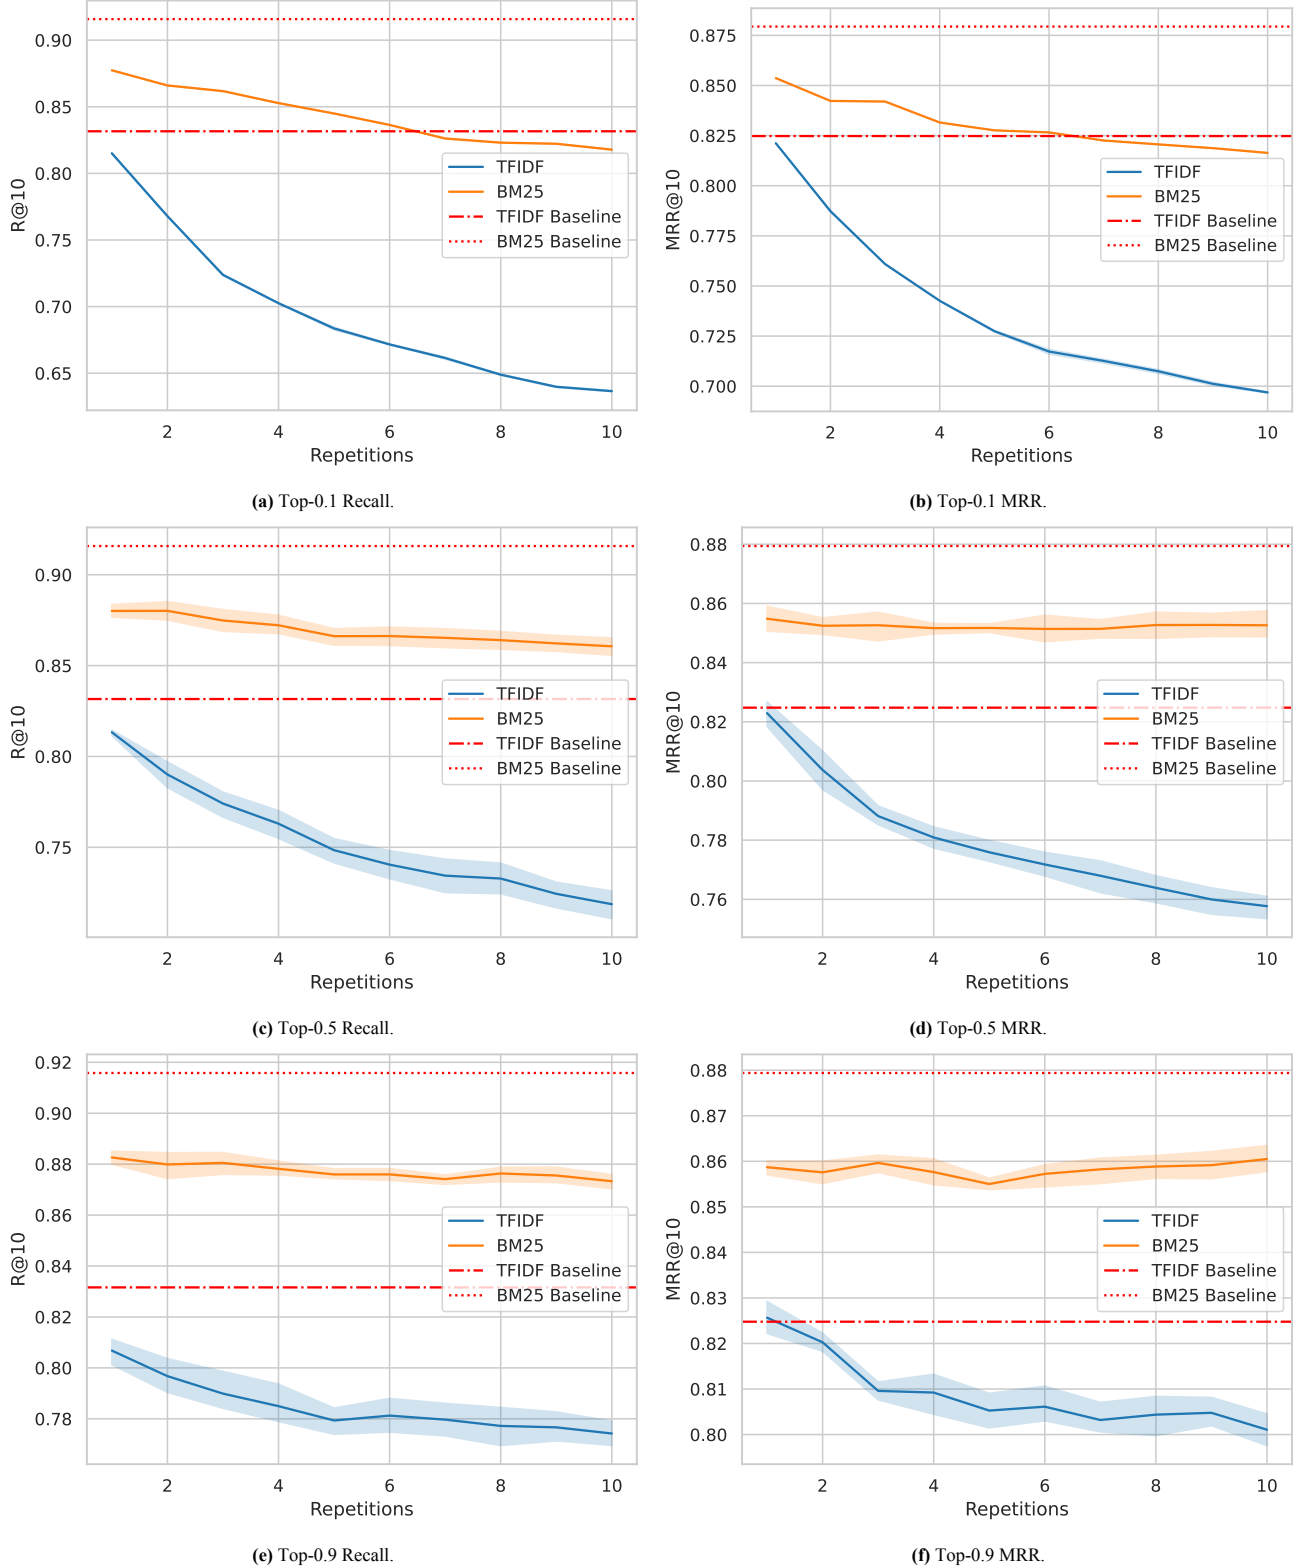 0.90
0.85
0.80
0.75
0.70
0.65
R@10
2 4 6 8 10
Repetitions
TFIDF
BM25
TFIDF Baseline
BM25 Baseline
(a) Top-0.1 Recall.
0.875
0.850
0.825
0.800
0.775
0.750
0.725
0.700
MRR@10
2 4 6 8 10
Repetitions
TFIDF
BM25
TFIDF Baseline
BM25 Baseline
(b) Top-0.1 MRR.
0.90
0.85
0.80
0.75
R@10
2 4 6 8 10
Repetitions
TFIDF
BM25
TFIDF Baseline
BM25 Baseline
(c) Top-0.5 Recall.
0.88
0.86
0.84
0.82
0.80
0.78
0.76
MRR@10
2 4 6 8 10
Repetitions
TFIDF
BM25
TFIDF Baseline
BM25 Baseline
(d) Top-0.5 MRR.
0.92
0.90
0.88
0.86
0.84
0.82
0.80
0.78
R@10
2 4 6 8 10
Repetitions
TFIDF
BM25
TFIDF Baseline
BM25 Baseline
(e) Top-0.9 Recall.
0.88
0.87
0.86
0.85
0.84
0.83
0.82
0.81
0.80
MRR@10
2 4 6 8 10
Repetitions
TFIDF
BM25
TFIDF Baseline
BM25 Baseline
(f) Top-0.9 MRR.